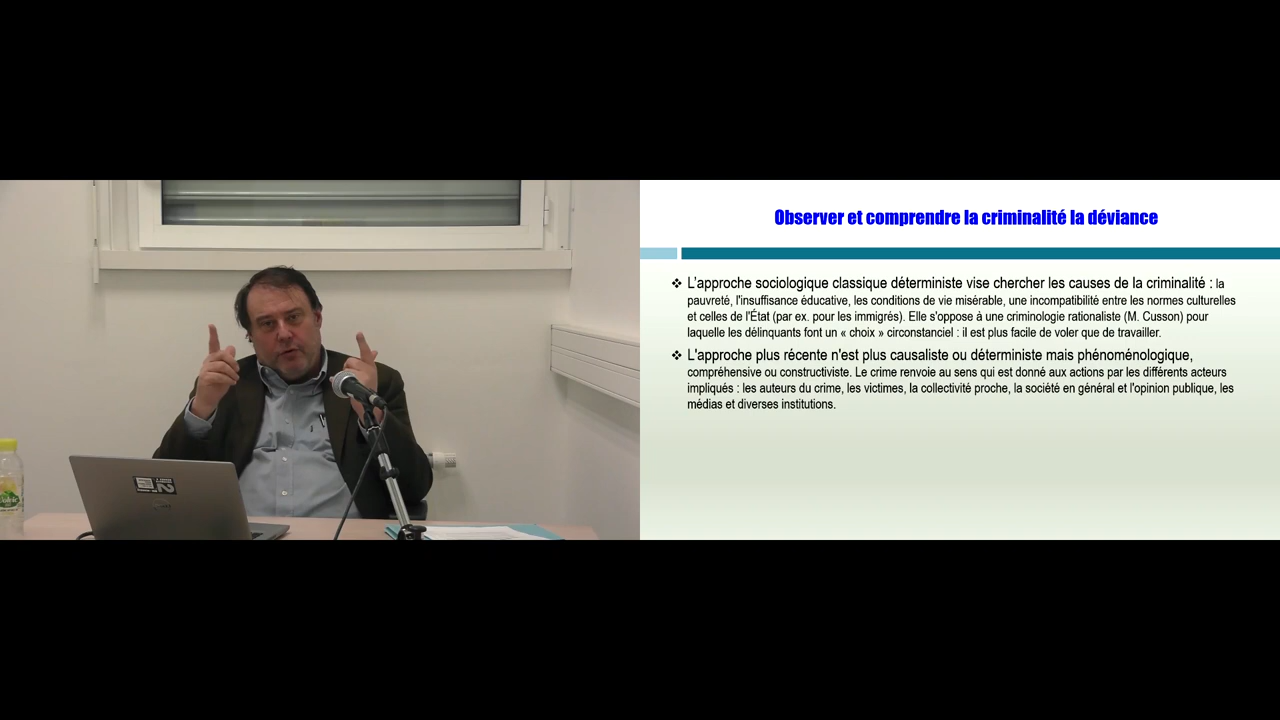 Observer et comprendre la criminalité la déviance
❖ L'approche sociologique classique déterministe vise chercher les causes de la criminalité : la
pauvreté, l'insuffisance éducative, les conditions de vie misérable, une incompatibilité entre les normes culturelles
et celles de l'État (par ex. pour les immigrés). Elle s'oppose à une criminologie rationaliste (M. Cusson) pour
laquelle les délinquants font un « choix » circonstanciel : il est plus facile de voler que de travailler.
❖ L'approche plus récente n'est plus causaliste ou déterministe mais phénoménologique,
compréhensive ou constructiviste. Le crime renvoie au sens qui est donné aux actions par les différents acteurs
impliqués : les auteurs du crime, les victimes, la collectivité proche, la société en général et l'opinion publique, les
médias et diverses institutions.